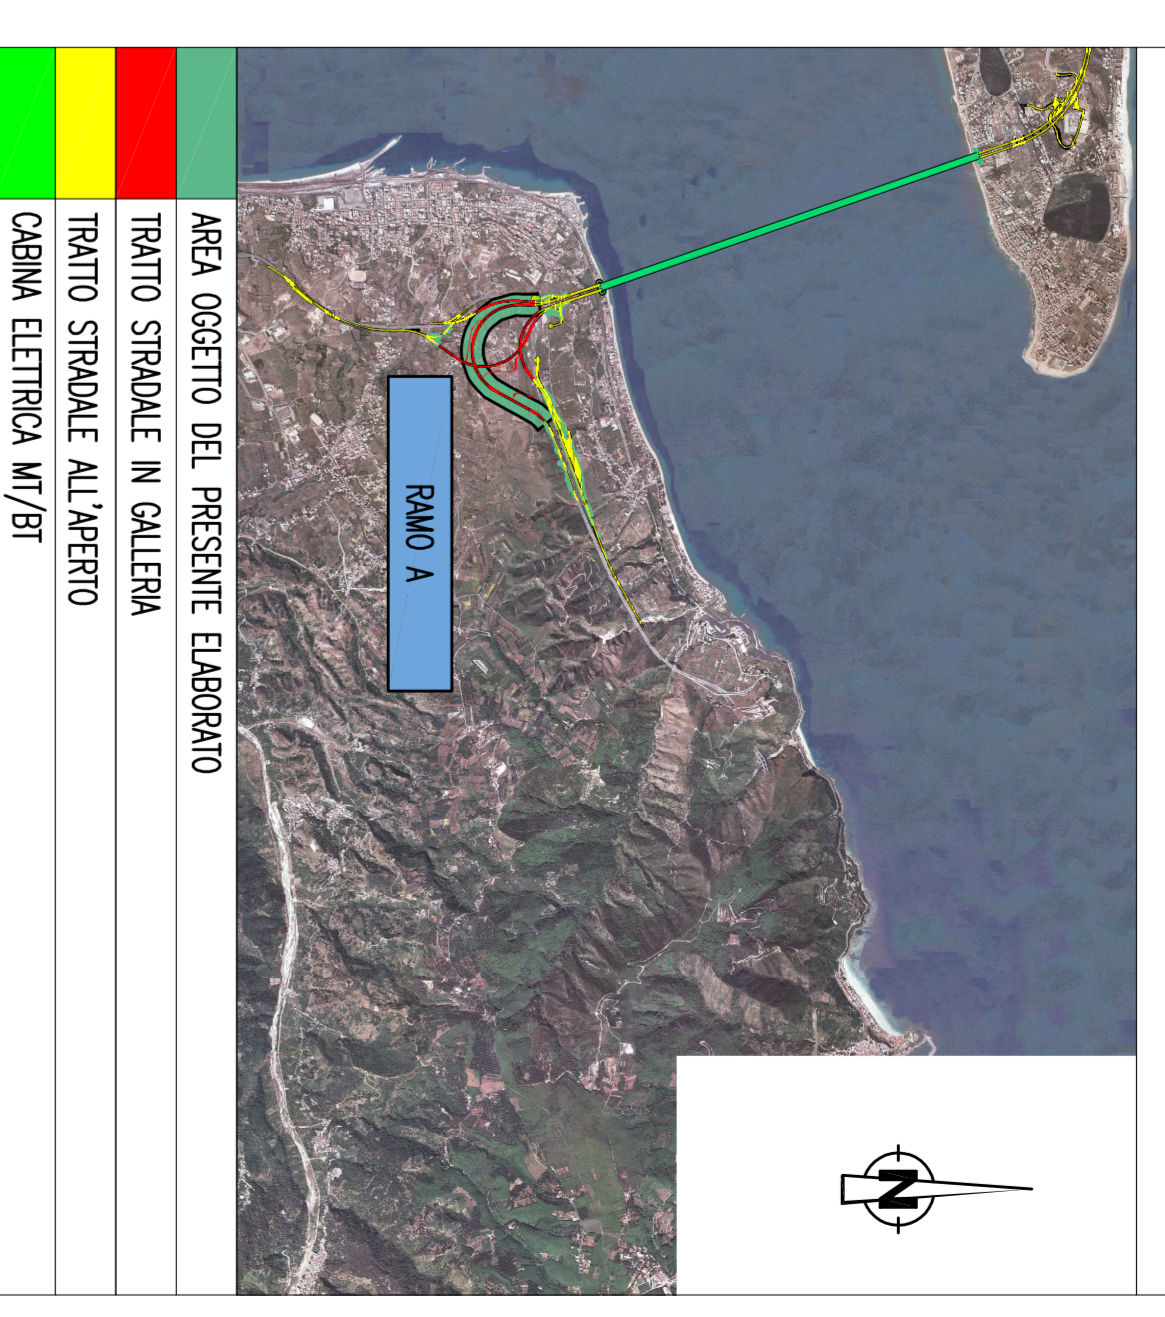 RAMO A
N
AREA OGGETTO DEL PRESENTE ELABORATO
TRATTO STRADALE IN GALLERIA
TRATTO STRADALE ALL'APERTO
CABINA ELETTRICA MT/BT